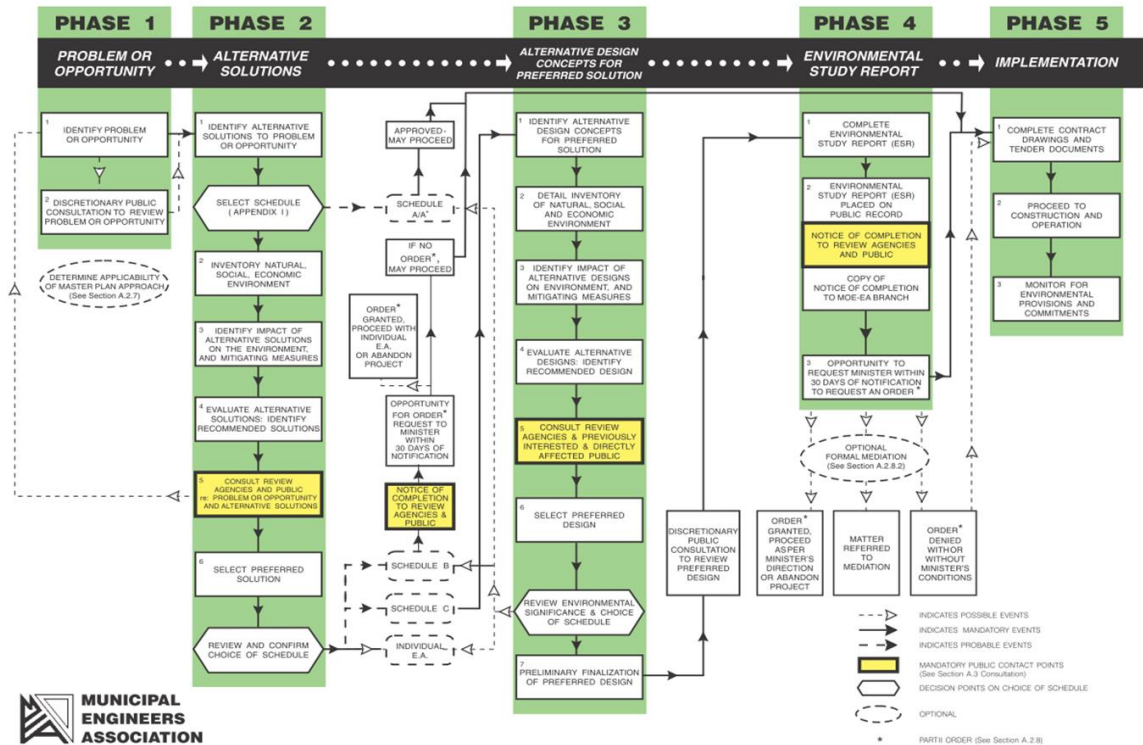 PHASE 1
PROBLEM OR
OPPORTUNITY
1
IDENTIFY PROBLEM
OR OPPORTUNITY
2
DISCRETIONARY PUBLIC
CONSULTATION TO REVIEW
PROBLEM OR OPPORTUNITY
DETERMINE APPLICABILITY
OF MASTER PLAN APPROACH
(See Section A.2.7)
PHASE 2
ALTERNATIVE
SOLUTIONS
1
IDENTIFY ALTERNATIVE
SOLUTIONS TO PROBLEM
OR OPPORTUNITY
SELECT SCHEDULE
( APPENDIX I )
2
INVENTORY NATURAL,
SOCIAL, ECONOMIC
ENVIRONMENT
3
IDENTIFY IMPACT OF
ALTERNATIVE SOLUTIONS
ON THE ENVIRONMENT,
AND MITIGATING MEASURES
4
EVALUATE ALTERNATIVE
SOLUTIONS: IDENTIFY
RECOMMENDED SOLUTIONS
5
CONSULT REVIEW
AGENCIES AND PUBLIC
re: PROBLEM OR OPPORTUNITY
AND ALTERNATIVE SOLUTIONS
6
SELECT PREFERRED
SOLUTION
REVIEW AND CONFIRM
CHOICE OF SCHEDULE
APPROVED-
MAY PROCEED
SCHEDULE
A/A+
IF NO
ORDER*,
MAY PROCEED
ORDER*
GRANTED,
PROCEED WITH
INDIVIDUAL
E.A.
OR ABANDON
PROJECT
OPPORTUNITY
FOR ORDER*
REQUEST TO
MINISTER
WITHIN
30 DAYS OF
NOTIFICATION
NOTICE OF
COMPLETION
TO REVIEW
AGENCIES &
PUBLIC
SCHEDULE B
SCHEDULE C
INDIVIDUAL
E.A.
PHASE 3
ALTERNATIVE DESIGN
CONCEPTS FOR
PREFERRED SOLUTION
1
IDENTIFY ALTERNATIVE
DESIGN CONCEPTS
FOR PREFERRED
SOLUTION
2
DETAIL INVENTORY
OF NATURAL, SOCIAL
AND ECONOMIC
ENVIRONMENT
3
IDENTIFY IMPACT OF
ALTERNATIVE DESIGNS
ON ENVIRONMENT, AND
MITIGATING MEASURES
4
EVALUATE ALTERNATIVE
DESIGNS: IDENTIFY
RECOMMENDED DESIGN
5
CONSULT REVIEW
AGENCIES & PREVIOUSLY
INTERESTED & DIRECTLY
AFFECTED PUBLIC
6
SELECT PREFERRED
DESIGN
REVIEW ENVIRONMENTAL
SIGNIFICANCE & CHOICE
OF SCHEDULE
7
PRELIMINARY FINALIZATION
OF PREFERRED DESIGN
DISCRETIONARY
PUBLIC
CONSULTATION
TO REVIEW
PREFERRED
DESIGN
PHASE 4
ENVIRONMENTAL
STUDY REPORT
1
COMPLETE
ENVIRONMENTAL
STUDY REPORT (ESR)
2
ENVIRONMENTAL
STUDY REPORT (ESR)
PLACED ON
PUBLIC RECORD
NOTICE OF COMPLETION
TO REVIEW AGENCIES
AND PUBLIC
COPY OF
NOTICE OF COMPLETION
TO MOE-EA BRANCH
3
OPPORTUNITY TO
REQUEST MINISTER WITHIN
30 DAYS OF NOTIFICATION
TO REQUEST AN ORDER*
OPTIONAL
FORMAL MEDIATION
(See Section A.2.8.2)
ORDER*
GRANTED,
PROCEED
AS PER
MINISTER'S
DIRECTION
OR ABANDON
PROJECT
MATTER
REFERRED
TO
MEDIATION
ORDER*
DENIED
WITH OR
WITHOUT
MINISTER'S
CONDITIONS
PHASE 5
IMPLEMENTATION
1
COMPLETE CONTRACT
DRAWINGS AND
TENDER DOCUMENTS
2
PROCEED TO
CONSTRUCTION AND
OPERATION
3
MONITOR FOR
ENVIRONMENTAL
PROVISIONS AND
COMMITMENTS
INDICATES POSSIBLE EVENTS
INDICATES MANDATORY EVENTS
INDICATES PROBABLE EVENTS
MANDATORY PUBLIC CONTACT POINTS
(See Section A.3 Consultation)
DECISION POINTS ON CHOICE OF SCHEDULE
OPTIONAL
* PART II ORDER (See Section A.2.8)
MUNICIPAL
ENGINEERS
ASSOCIATION